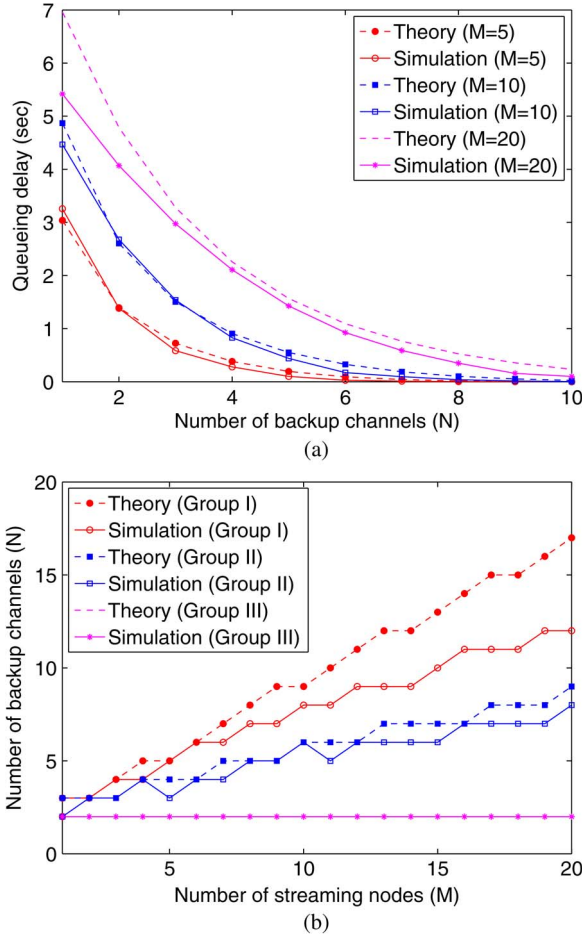 7
6
5
4
3
2
1
0
Queueing delay (sec)
Theory (M=5)
Simulation (M=5)
Theory (M=10)
Simulation (M=10)
Theory (M=20)
Simulation (M=20)
2 4 6 8 10
Number of backup channels (N)
(a)
20
15
10
5
0
Number of backup channels (N)
Theory (Group I)
Simulation (Group I)
Theory (Group II)
Simulation (Group II)
Theory (Group III)
Simulation (Group III)
5 10 15 20
Number of streaming nodes (M)
(b)